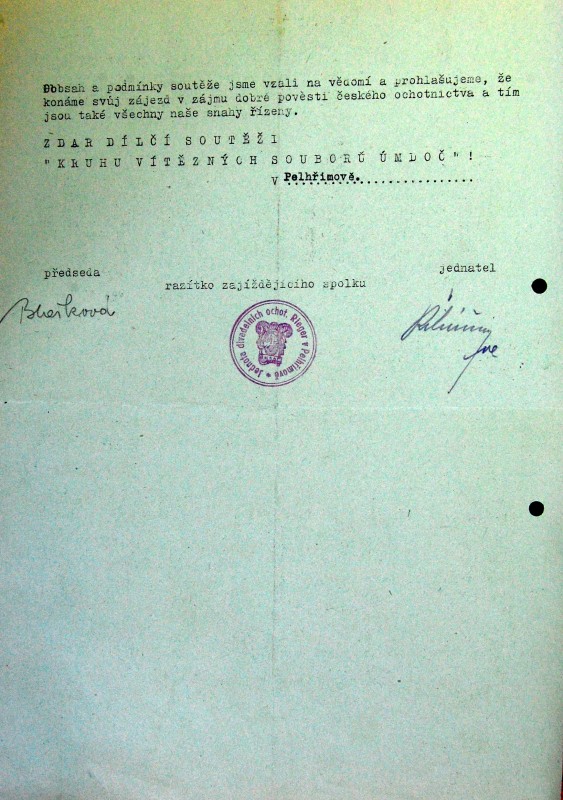 Obsah a podmínky soutěže jsme vzali na vědomí a prohlašujeme, že
konáme svůj zájezd v zájmu dobré pověsti českého ochotnictva a tím
jsou také všechny naše snahy řízeny.
ZDAR DÍLČÍ SOUTĚŽI
"KRUHU VÍTĚZNÝCH SOUBORŮ ÚMDOČ"!
V Pelhřimově.
předseda
jednatel
razítko zajíždějícího spolku
Jednota divadelních ochot. Rieger v Pelhřimově